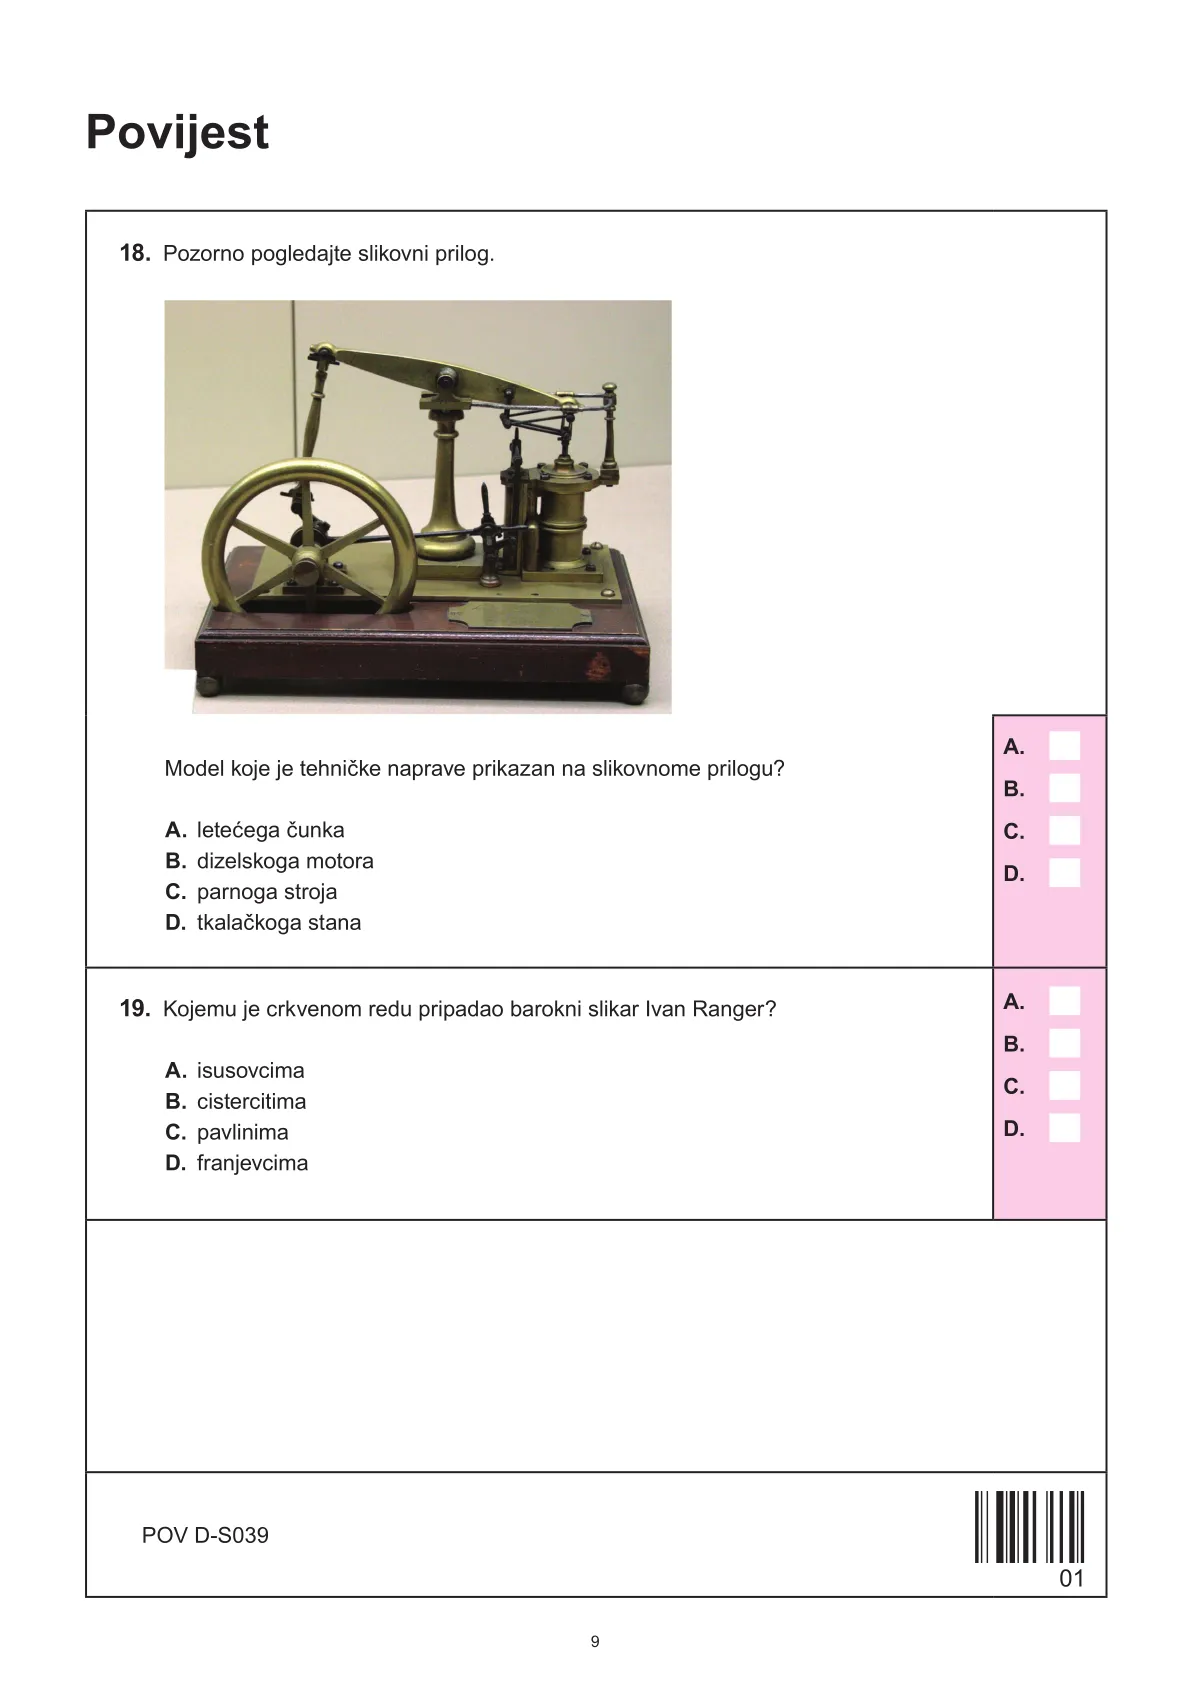 Povijest
18. Pozorno pogledajte slikovni prilog.
Model koje je tehničke naprave prikazan na slikovnome prilogu?
A. letećega čunka
B. dizelskoga motora
C. parnoga stroja
D. tkalačkoga stana
A.
B.
C.
D.
19. Kojemu je crkvenom redu pripadao barokni slikar Ivan Ranger?
A. isusovcima
B. cistercitima
C. pavlinima
D. franjevcima
A.
B.
C.
D.
POV D-S039
01
9